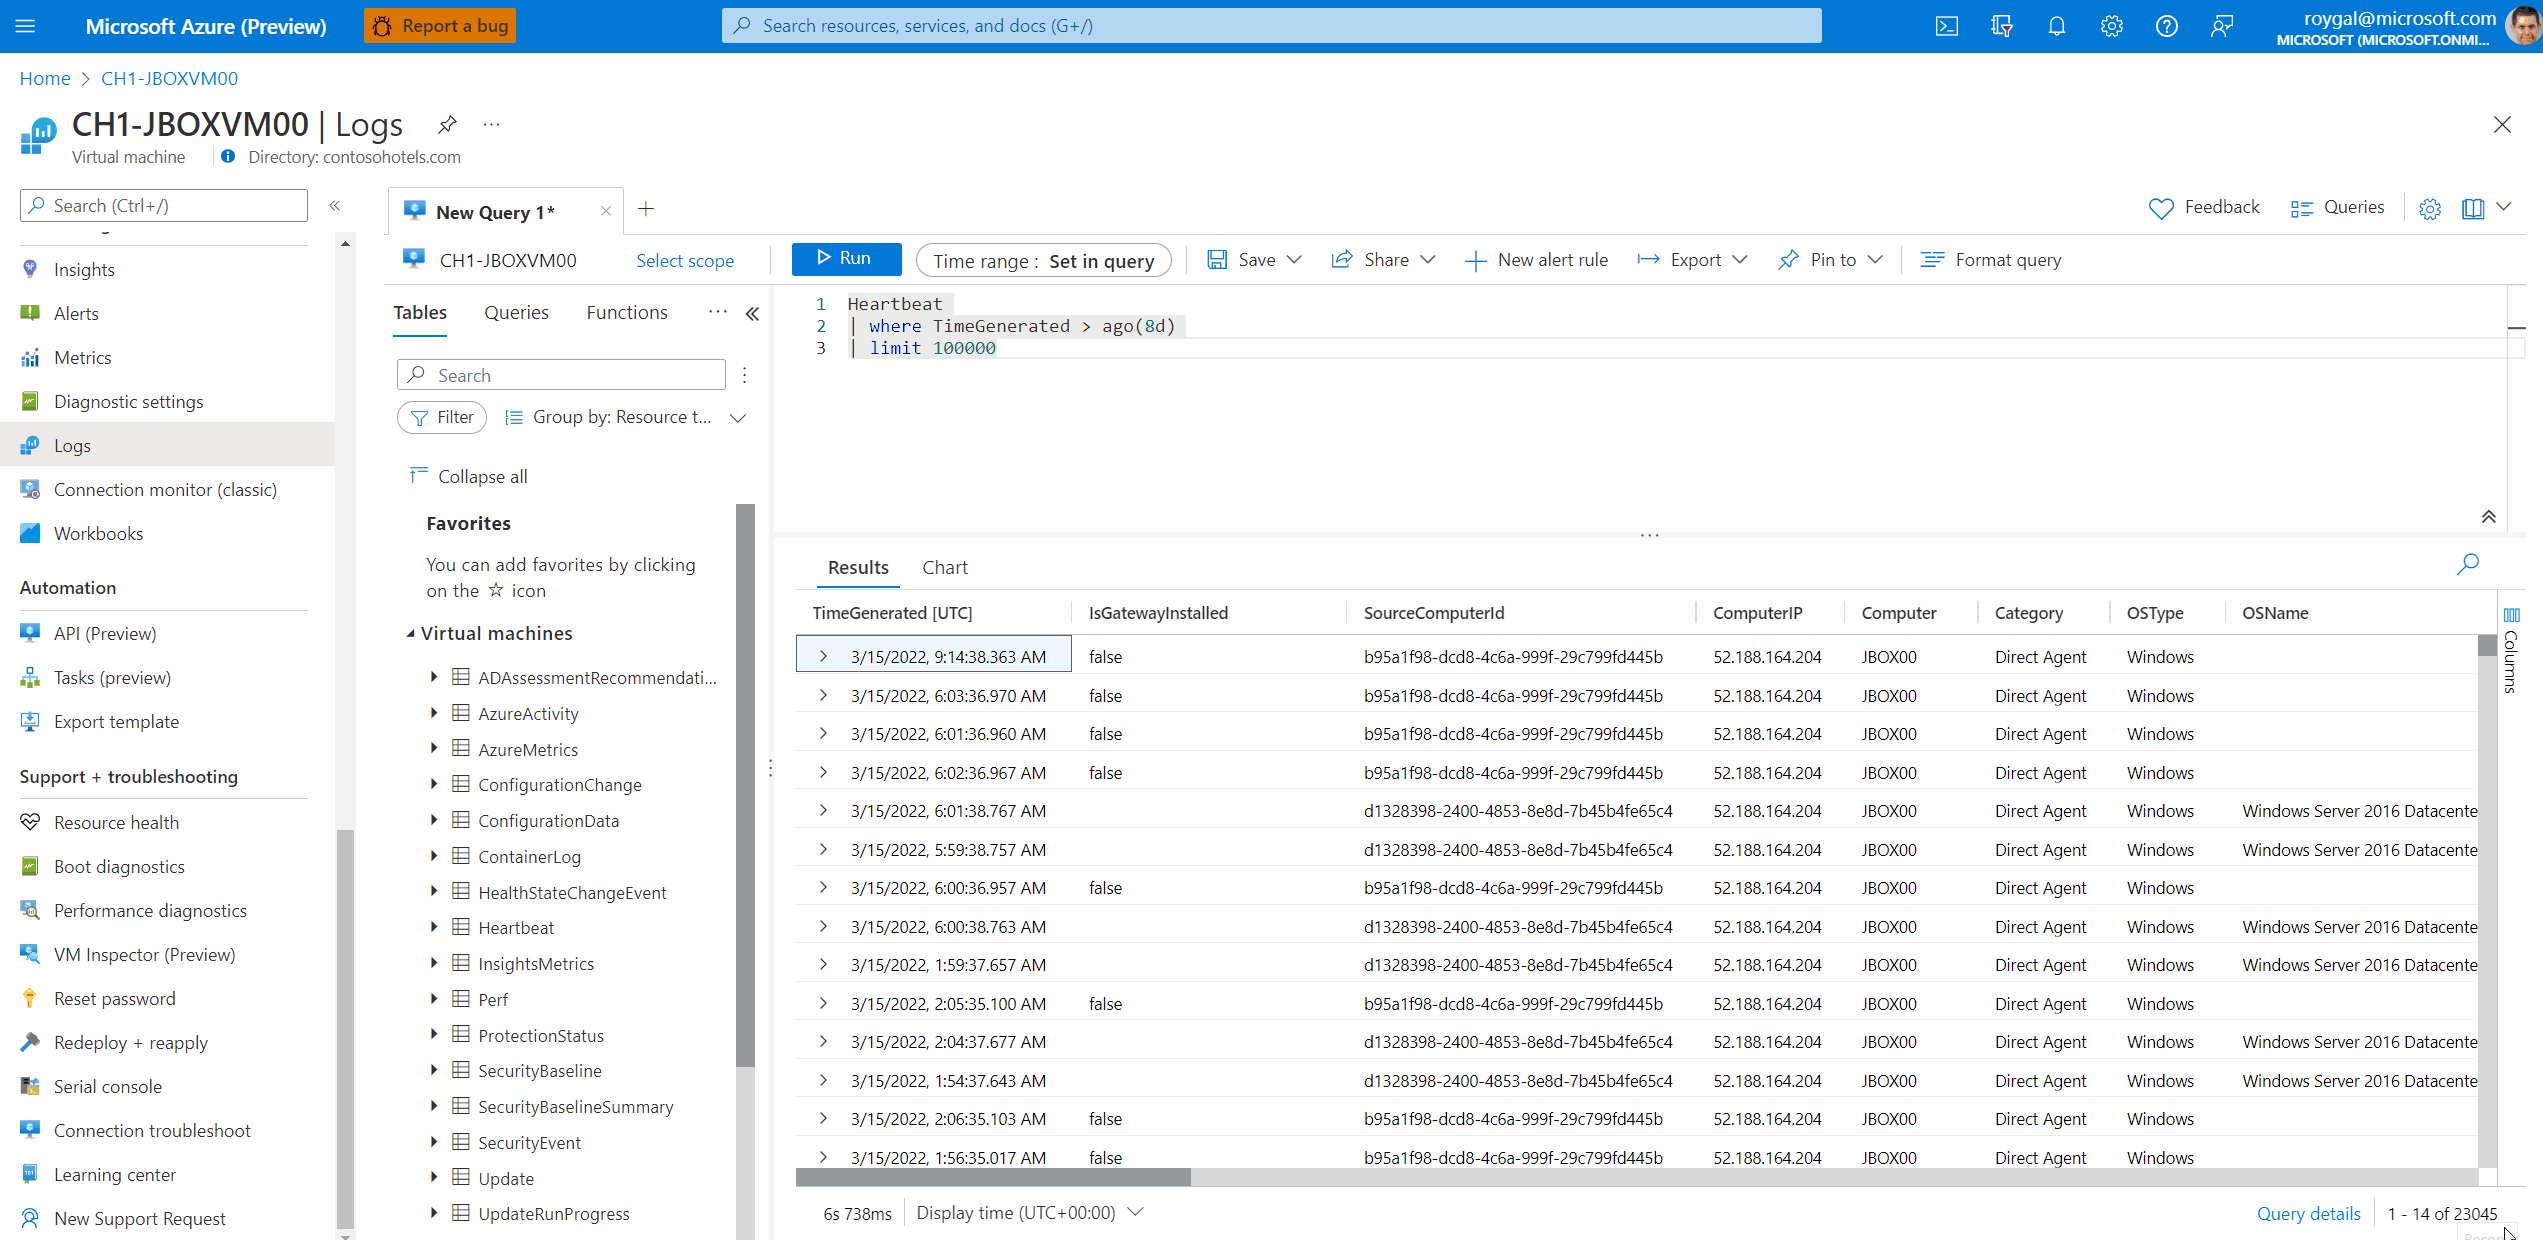 Microsoft Azure (Preview)
Report a bug
Search resources, services, and docs (G+/)
roygal@microsoft.com
MICROSOFT (MICROSOFT.ONMI...
Home > CH1-JBOXVM00
CH1-JBOXVM00 | Logs
...
Virtual machine
Directory: contosohotels.com
Search (Ctrl+/)
«
Insights
Alerts
Metrics
Diagnostic settings
Logs
Connection monitor (classic)
Workbooks
Automation
API (Preview)
Tasks (preview)
Export template
Support + troubleshooting
Resource health
Boot diagnostics
Performance diagnostics
VM Inspector (Preview)
Reset password
Redeploy + reapply
Serial console
Connection troubleshoot
Learning center
New Support Request
New Query 1*
Feedback
Queries
CH1-JBOXVM00
Select scope
Run
Time range : Set in query
Save
Share
New alert rule
Export
Pin to
Format query
Tables
Queries
Functions
...
Search
Filter
Group by: Resource t...
Collapse all
Favorites
You can add favorites by clicking
on the ☆ icon
Virtual machines
ADAssessmentRecommendati...
AzureActivity
AzureMetrics
ConfigurationChange
ConfigurationData
ContainerLog
HealthStateChangeEvent
Heartbeat
InsightsMetrics
Perf
ProtectionStatus
SecurityBaseline
SecurityBaselineSummary
SecurityEvent
Update
UpdateRunProgress
1 Heartbeat
2 | where TimeGenerated > ago(8d)
3 | limit 100000
Results
Chart
TimeGenerated [UTC] IsGatewayInstalled SourceComputerId ComputerIP Computer Category OSType OSName
3/15/2022, 9:14:38.363 AM false b95a1f98-dcd8-4c6a-999f-29c799fd445b 52.188.164.204 JBOX00 Direct Agent Windows
3/15/2022, 6:03:36.970 AM false b95a1f98-dcd8-4c6a-999f-29c799fd445b 52.188.164.204 JBOX00 Direct Agent Windows
3/15/2022, 6:01:36.960 AM false b95a1f98-dcd8-4c6a-999f-29c799fd445b 52.188.164.204 JBOX00 Direct Agent Windows
3/15/2022, 6:02:36.967 AM false b95a1f98-dcd8-4c6a-999f-29c799fd445b 52.188.164.204 JBOX00 Direct Agent Windows
3/15/2022, 6:01:38.767 AM d1328398-2400-4853-8e8d-7b45b4fe65c4 52.188.164.204 JBOX00 Direct Agent Windows Windows Server 2016 Datacente
3/15/2022, 5:59:38.757 AM d1328398-2400-4853-8e8d-7b45b4fe65c4 52.188.164.204 JBOX00 Direct Agent Windows Windows Server 2016 Datacente
3/15/2022, 6:00:36.957 AM false b95a1f98-dcd8-4c6a-999f-29c799fd445b 52.188.164.204 JBOX00 Direct Agent Windows
3/15/2022, 6:00:38.763 AM d1328398-2400-4853-8e8d-7b45b4fe65c4 52.188.164.204 JBOX00 Direct Agent Windows Windows Server 2016 Datacente
3/15/2022, 1:59:37.657 AM d1328398-2400-4853-8e8d-7b45b4fe65c4 52.188.164.204 JBOX00 Direct Agent Windows Windows Server 2016 Datacente
3/15/2022, 2:05:35.100 AM false b95a1f98-dcd8-4c6a-999f-29c799fd445b 52.188.164.204 JBOX00 Direct Agent Windows
3/15/2022, 2:04:37.677 AM d1328398-2400-4853-8e8d-7b45b4fe65c4 52.188.164.204 JBOX00 Direct Agent Windows Windows Server 2016 Datacente
3/15/2022, 1:54:37.643 AM d1328398-2400-4853-8e8d-7b45b4fe65c4 52.188.164.204 JBOX00 Direct Agent Windows Windows Server 2016 Datacente
3/15/2022, 2:06:35.103 AM false b95a1f98-dcd8-4c6a-999f-29c799fd445b 52.188.164.204 JBOX00 Direct Agent Windows
3/15/2022, 1:56:35.017 AM false b95a1f98-dcd8-4c6a-999f-29c799fd445b 52.188.164.204 JBOX00 Direct Agent Windows
Columns
6s 738ms
Display time (UTC+00:00)
Query details
1 - 14 of 23045